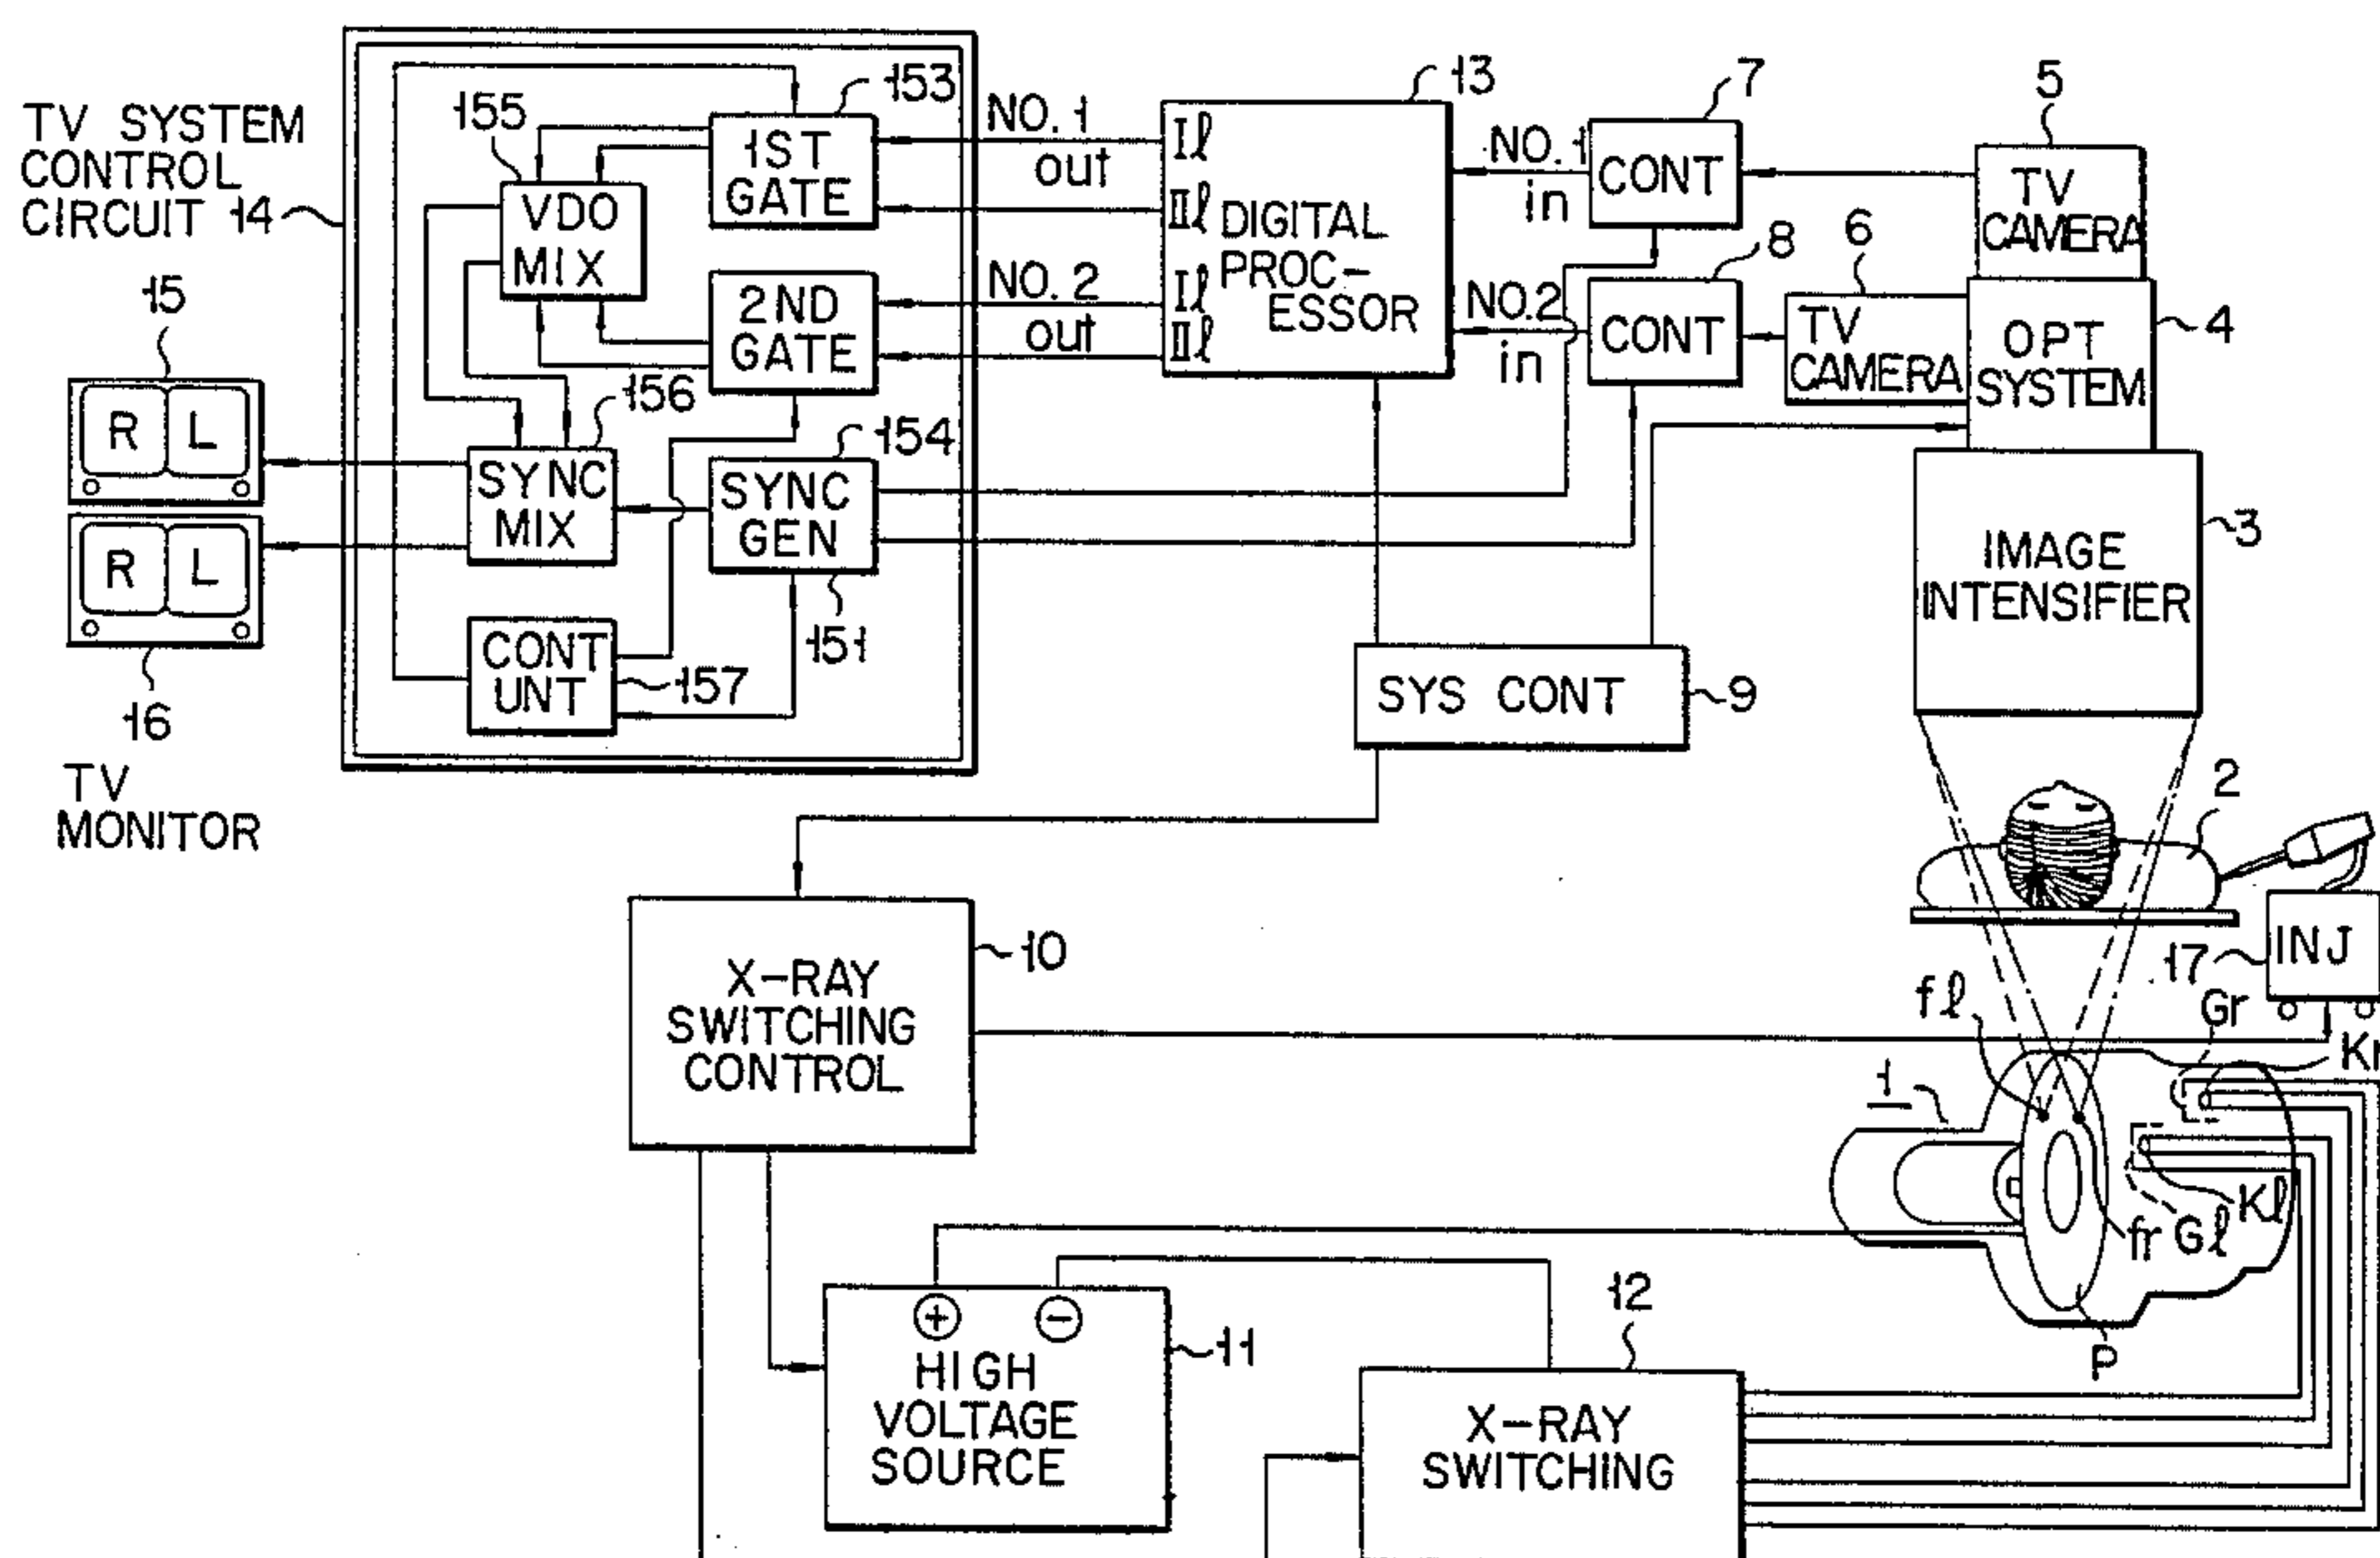 TV SYSTEM
CONTROL
CIRCUIT 14
155
153
1ST
GATE
VDO
MIX
2ND
GATE
156
154
SYNC
MIX
SYNC
GEN
151
CONT
UNT
157
15
R L
R L
16
TV
MONITOR
NO. 1
out
NO. 2
out
13
Iℓ
IIℓ
Iℓ
IIℓ
DIGITAL
PROC-
ESSOR
NO. 1
in
NO. 2
in
7
CONT
8
CONT
5
TV
CAMERA
6
TV
CAMERA
4
OPT
SYSTEM
3
IMAGE
INTENSIFIER
SYS CONT
9
2
INJ
17
10
X-RAY
SWITCHING
CONTROL
fℓ
Gr
1
Kℓ
fr
Gℓ
P
+
−
HIGH
VOLTAGE
SOURCE
11
12
X-RAY
SWITCHING